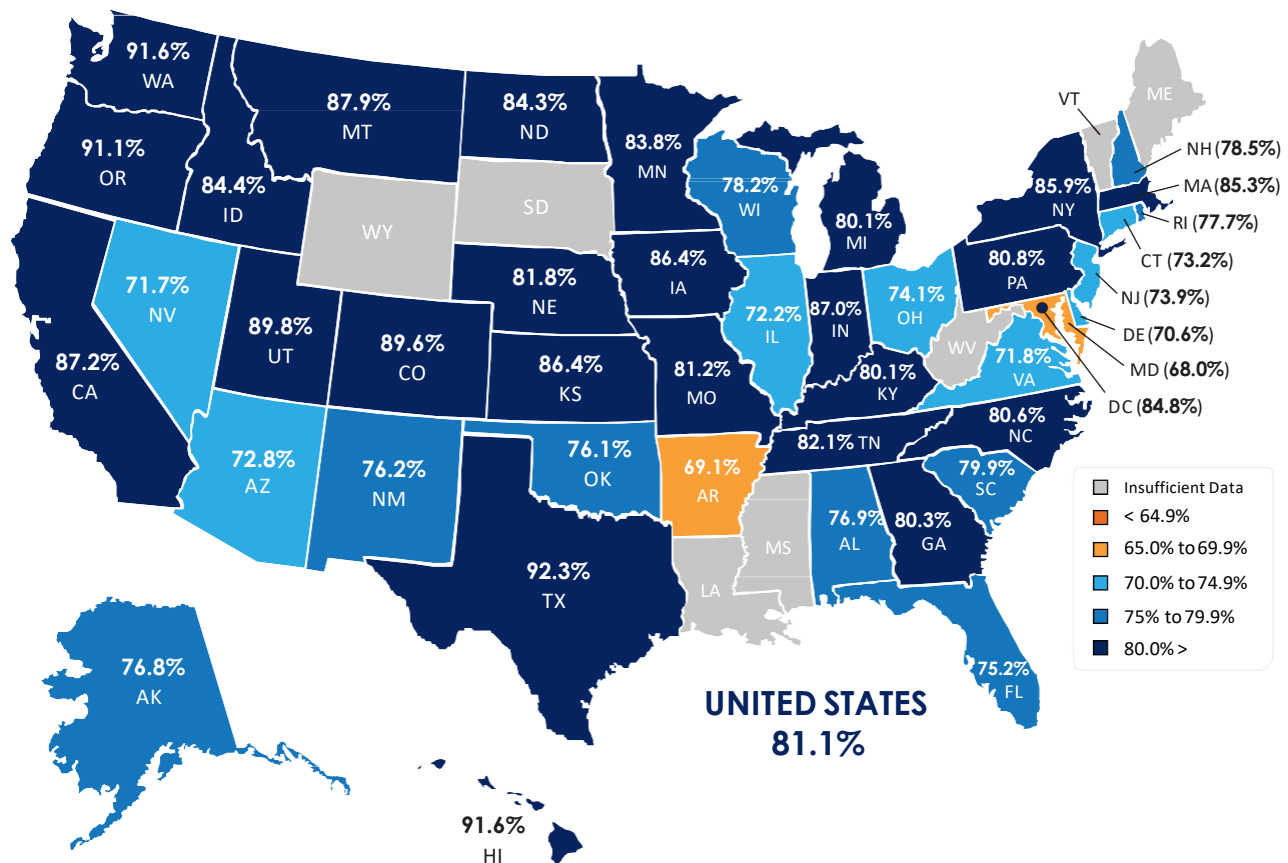 91.6%
WA
91.1%
OR
84.4%
ID
87.9%
MT
84.3%
ND
83.8%
MN
SD
WY
78.2%
WI
80.1%
MI
VT
ME
NH (78.5%)
85.9%
NY
MA (85.3%)
RI (77.7%)
CT (73.2%)
NJ (73.9%)
DE (70.6%)
MD (68.0%)
DC (84.8%)
80.8%
PA
86.4%
IA
81.8%
NE
71.7%
NV
87.2%
CA
89.8%
UT
89.6%
CO
86.4%
KS
81.2%
MO
72.2%
IL
87.0%
IN
74.1%
OH
WV
71.8%
VA
80.1%
KY
80.6%
NC
82.1% TN
72.8%
AZ
76.2%
NM
76.1%
OK
69.1%
AR
79.9%
SC
76.9%
AL
80.3%
GA
MS
LA
92.3%
TX
75.2%
FL
76.8%
AK
91.6%
HI
UNITED STATES
81.1%
Insufficient Data
< 64.9%
65.0% to 69.9%
70.0% to 74.9%
75% to 79.9%
80.0% >